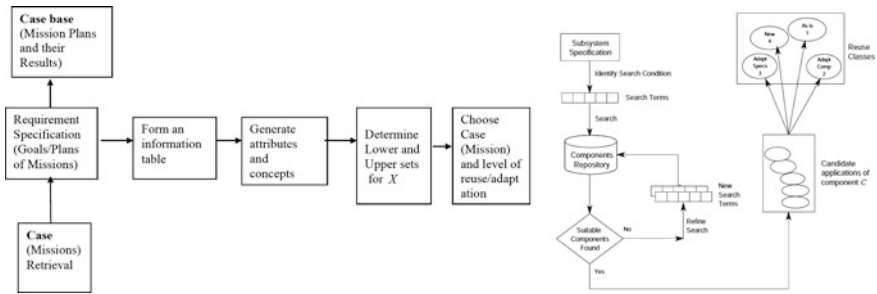 Case base
(Mission Plans
and their
Results)
Requirement
Specification
(Goals/Plans
of Missions)
Case
(Missions)
Retrieval
Form an
information
table
Generate
attributes
and
concepts
Determine
Lower and
Upper sets
for X
Choose
Case
(Mission)
and level of
reuse/adapt
ation
Subsystem
Specification
Identify Search Condition
Search Terms
Search
Components
Repository
New
Search
Terms
Refine
Search
Suitable
Components
Found
No
Yes
New
4
As is
1
Adapt
Specs
3
Adapt
Comp
2
Reuse
Classes
Candidate
applications of
component C